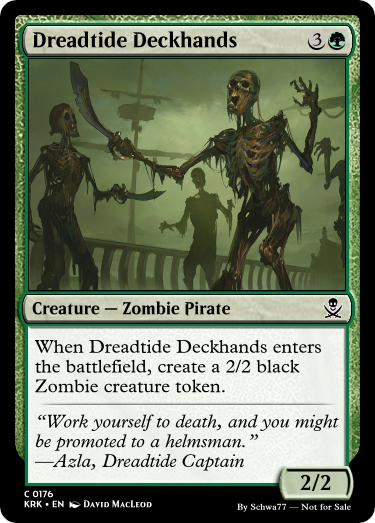 Dreadtide Deckhands 3
Creature — Zombie Pirate
When Dreadtide Deckhands enters
the battlefield, create a 2/2 black
Zombie creature token.
“Work yourself to death, and you might
be promoted to a helmsman.”
—Azla, Dreadtide Captain
2/2
C 0176
KRK • EN DAVID MACLEOD
By Schwa77 — Not for Sale